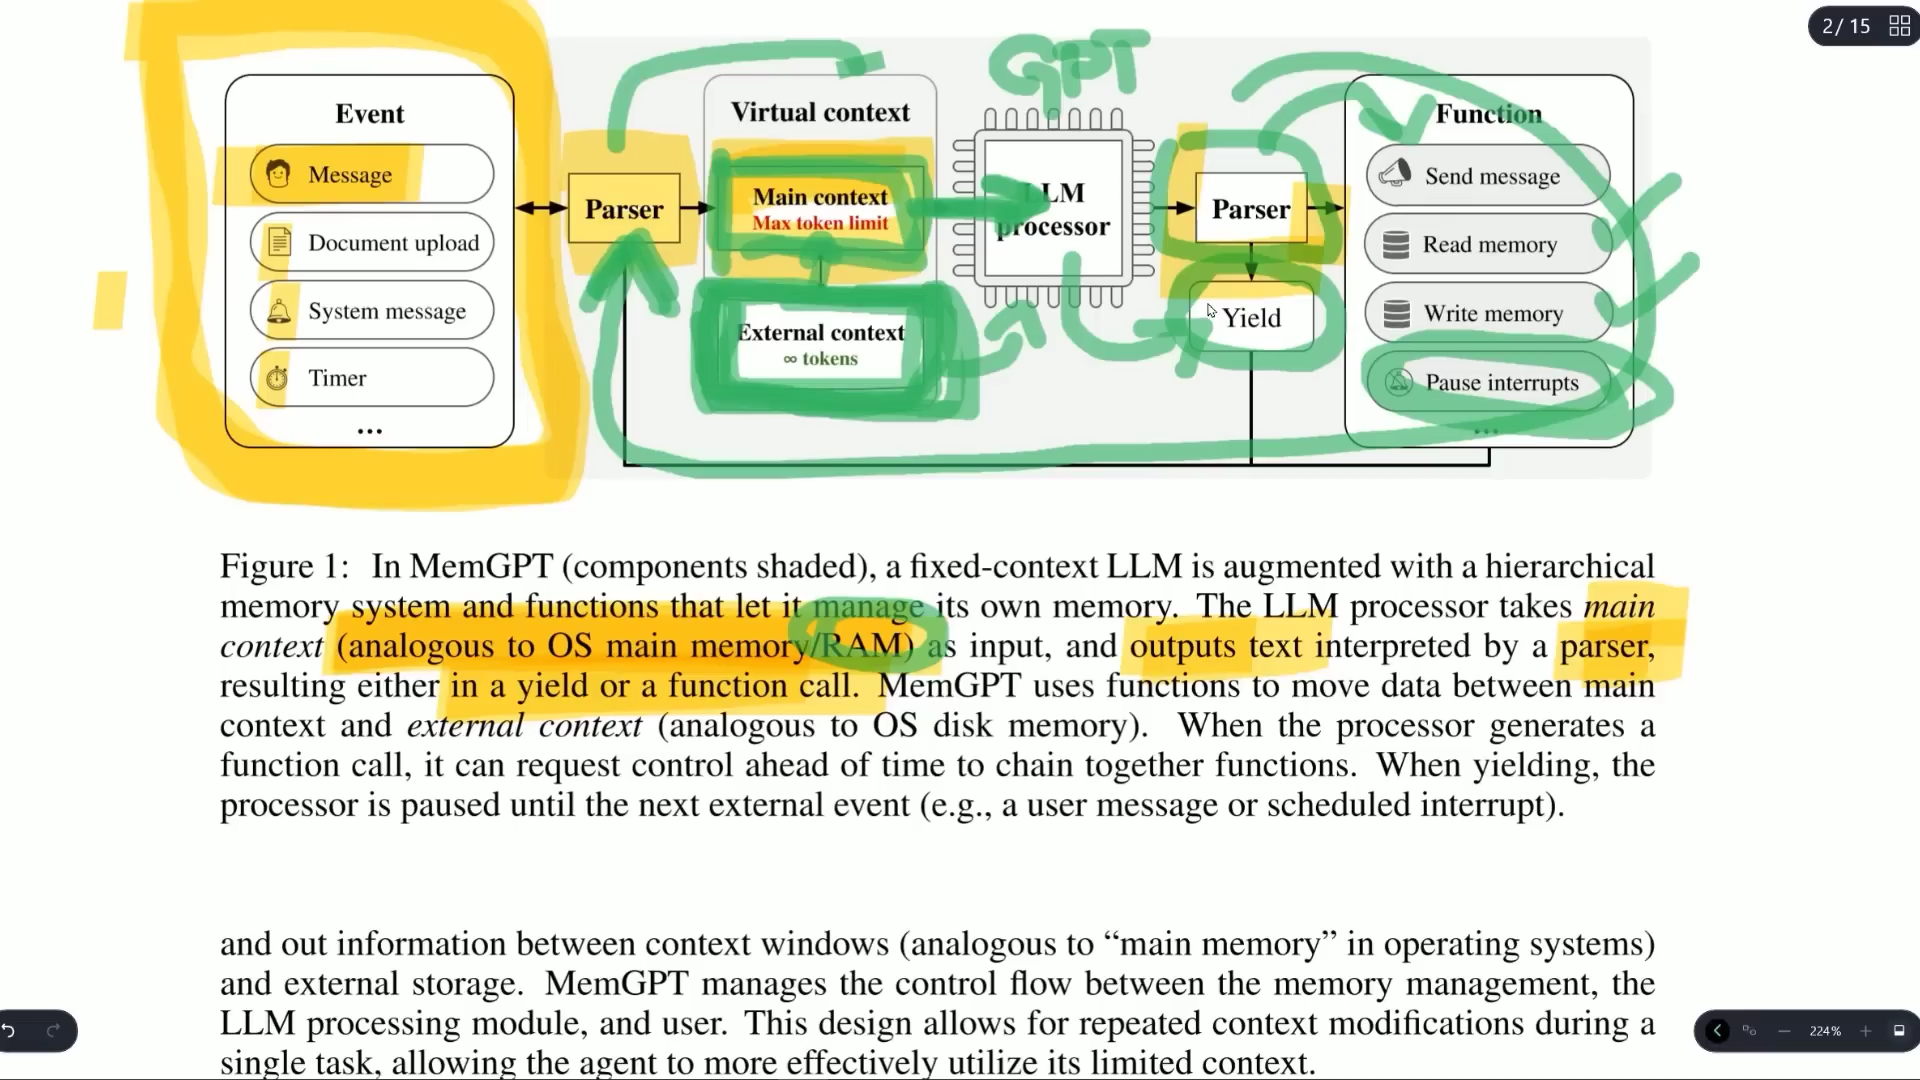 2/15
GPT
Event
Message
Document upload
System message
Timer
...
Parser
Virtual context
Main context
Max token limit
External context
∞ tokens
LLM
processor
Parser
Yield
Function
Send message
Read memory
Write memory
Pause interrupts
...
Figure 1: In MemGPT (components shaded), a fixed-context LLM is augmented with a hierarchical
memory system and functions that let it manage its own memory. The LLM processor takes main
context (analogous to OS main memory/RAM) as input, and outputs text interpreted by a parser,
resulting either in a yield or a function call. MemGPT uses functions to move data between main
context and external context (analogous to OS disk memory). When the processor generates a
function call, it can request control ahead of time to chain together functions. When yielding, the
processor is paused until the next external event (e.g., a user message or scheduled interrupt).
and out information between context windows (analogous to “main memory” in operating systems)
and external storage. MemGPT manages the control flow between the memory management, the
LLM processing module, and user. This design allows for repeated context modifications during a
single task, allowing the agent to more effectively utilize its limited context.
224%